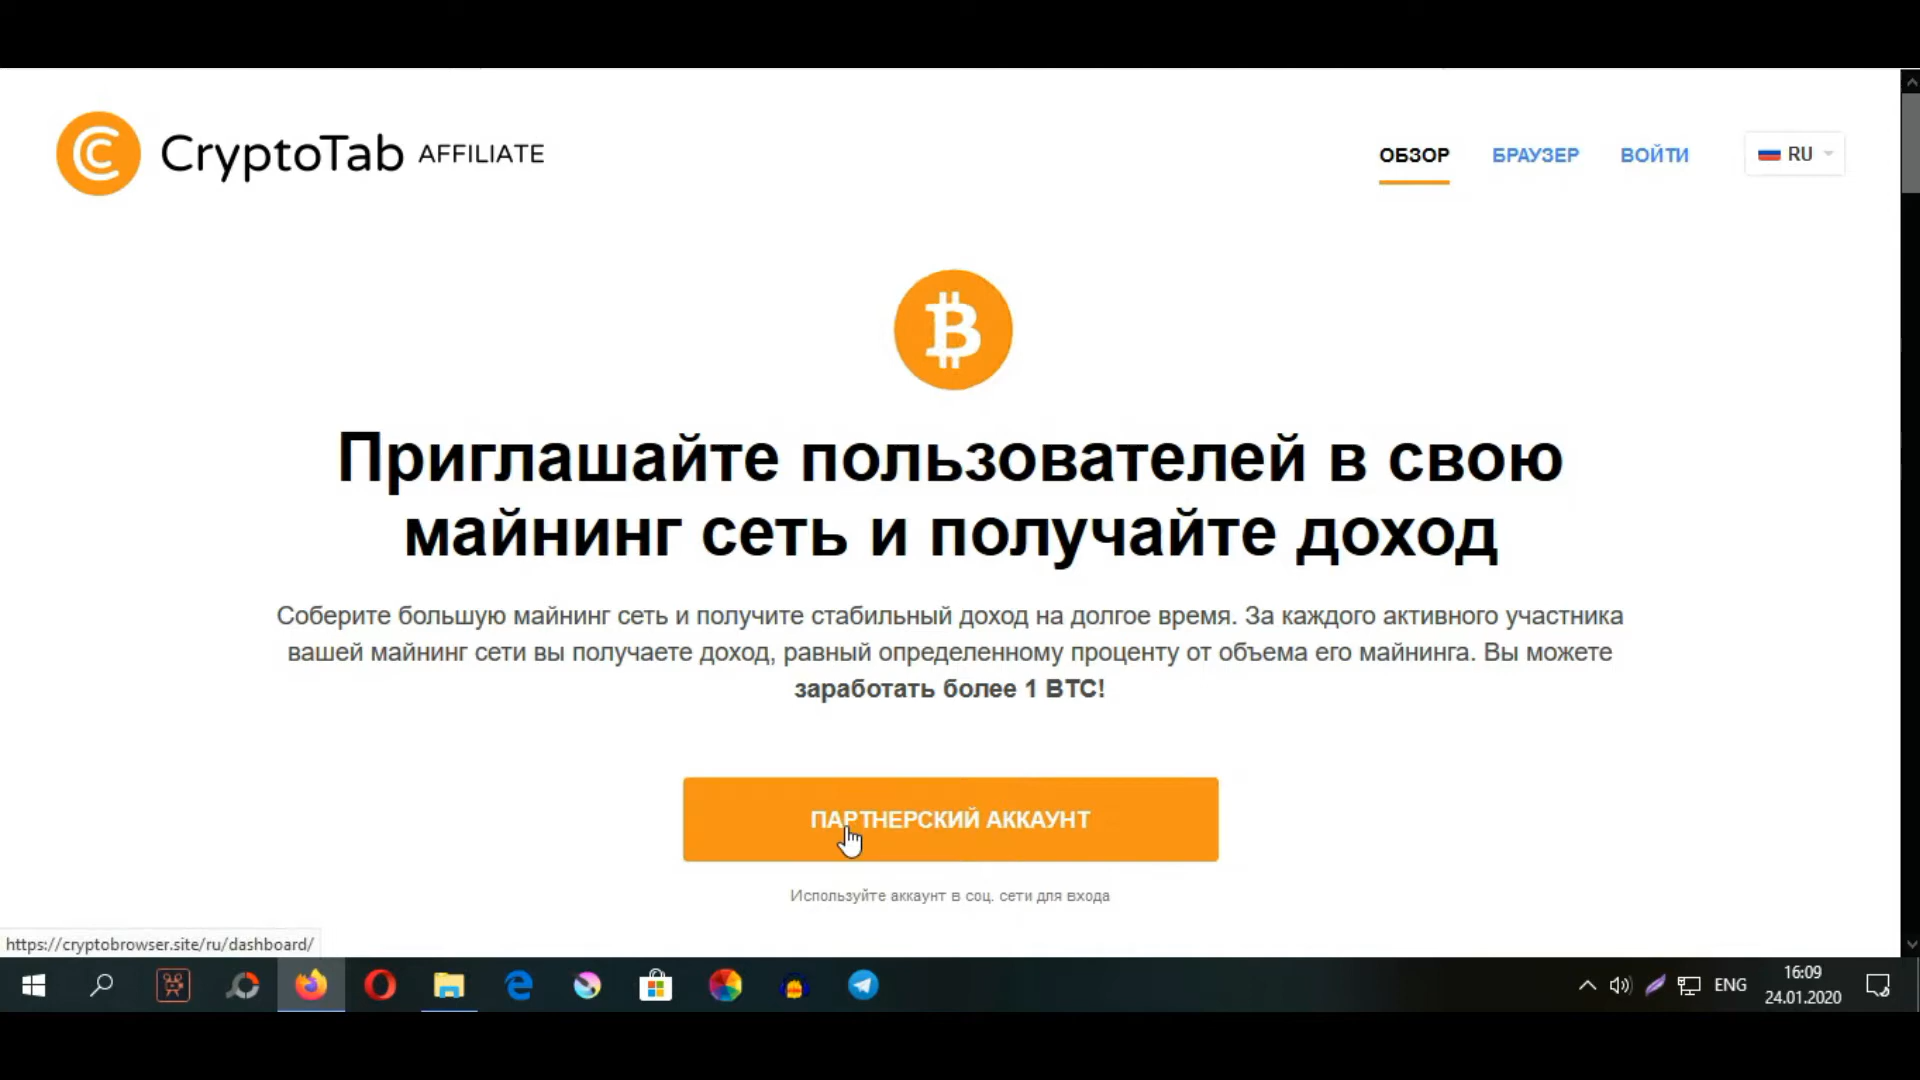 CryptoTab AFFILIATE
ОБЗОР
БРАУЗЕР
ВОЙТИ
RU
Приглашайте пользователей в свою
майнинг сеть и получайте доход
Соберите большую майнинг сеть и получите стабильный доход на долгое время. За каждого активного участника
вашей майнинг сети вы получаете доход, равный определенному проценту от объема его майнинга. Вы можете
заработать более 1 BTC!
ПАРТНЕРСКИЙ АККАУНТ
Используйте аккаунт в соц. сети для входа
https://cryptobrowser.site/ru/dashboard/
ENG
16:09
24.01.2020